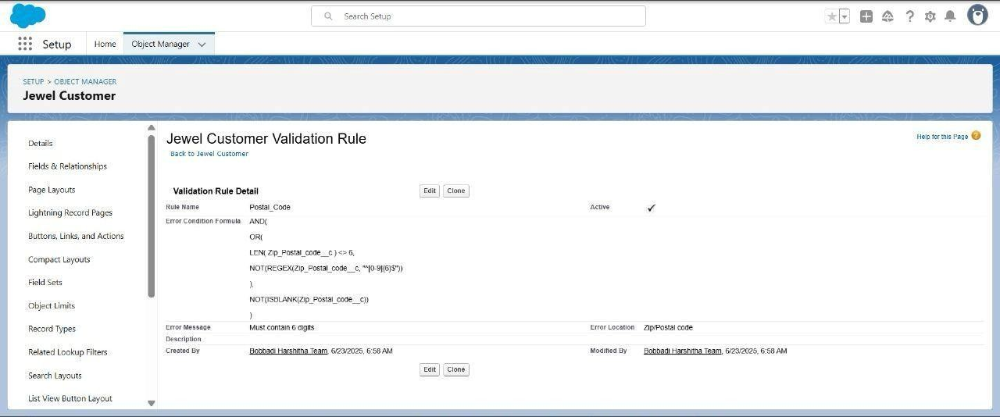 Search Setup
Setup
Home
Object Manager
SETUP > OBJECT MANAGER
Jewel Customer
Details
Fields & Relationships
Page Layouts
Lightning Record Pages
Buttons, Links, and Actions
Compact Layouts
Field Sets
Object Limits
Record Types
Related Lookup Filters
Search Layouts
List View Button Layout
Jewel Customer Validation Rule
Help for this Page
Back to Jewel Customer
Validation Rule Detail
Edit Clone
Rule Name Postal_Code Active
Error Condition Formula AND(
OR(
LEN( Zip_Postal_code__c ) <> 6,
NOT(REGEX(Zip_Postal_code__c, "^[0-9]{6}$"))
),
NOT(ISBLANK(Zip_Postal_code__c))
)
Error Message Must contain 6 digits Error Location Zip/Postal code
Description
Created By Bobbadi Harshitha Team, 6/23/2025, 6:58 AM Modified By Bobbadi Harshitha Team, 6/23/2025, 6:58 AM
Edit Clone